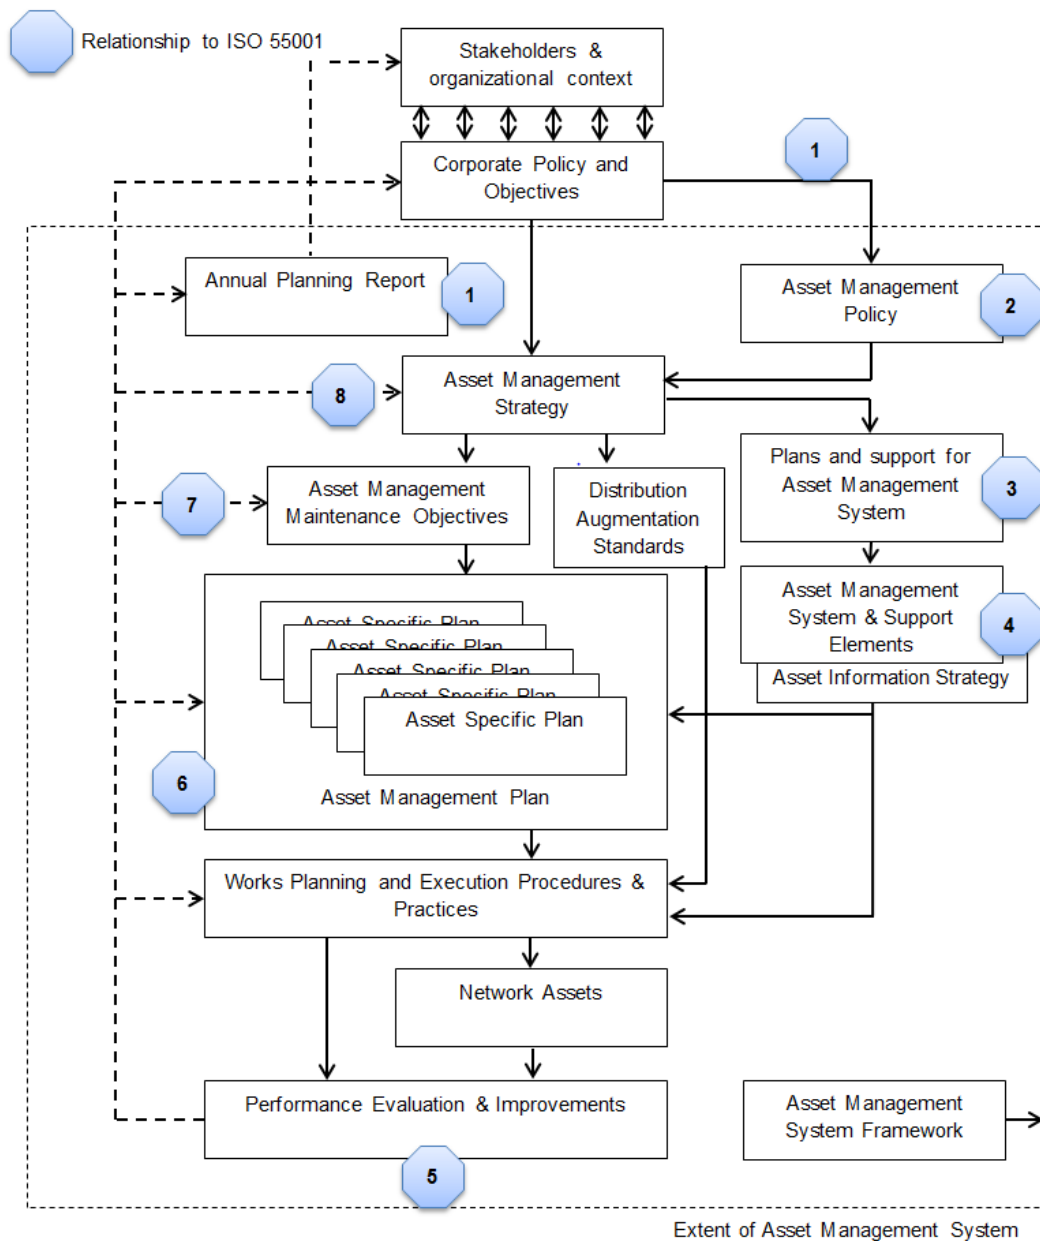 Relationship to ISO 55001
Stakeholders &
organizational context
1
Corporate Policy and
Objectives
Annual Planning Report
1
Asset Management
Policy
2
8
Asset Management
Strategy
Plans and support for
Asset Management
System
3
7
Asset Management
Maintenance Objectives
Distribution
Augmentation
Standards
Asset Management
System & Support
Elements
4
Asset Information Strategy
Asset Specific Plan
Asset Specific Plan
Asset Specific Plan
Asset Specific Plan
Asset Specific Plan
6
Asset Management Plan
Works Planning and Execution Procedures &
Practices
Network Assets
Performance Evaluation & Improvements
5
Asset Management
System Framework
Extent of Asset Management System